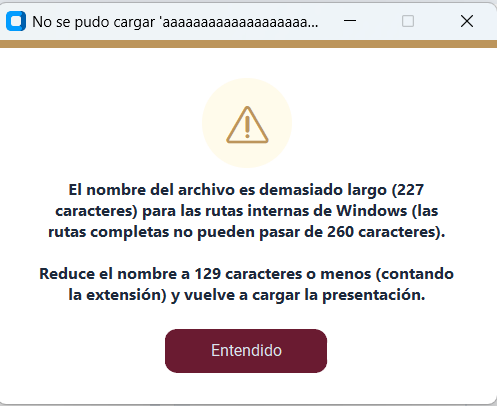 No se pudo cargar 'aaaaaaaaaaaaaaaaaaa...
El nombre del archivo es demasiado largo (227
caracteres) para las rutas internas de Windows (las
rutas completas no pueden pasar de 260 caracteres).
Reduce el nombre a 129 caracteres o menos (contando
la extensión) y vuelve a cargar la presentación.
Entendido